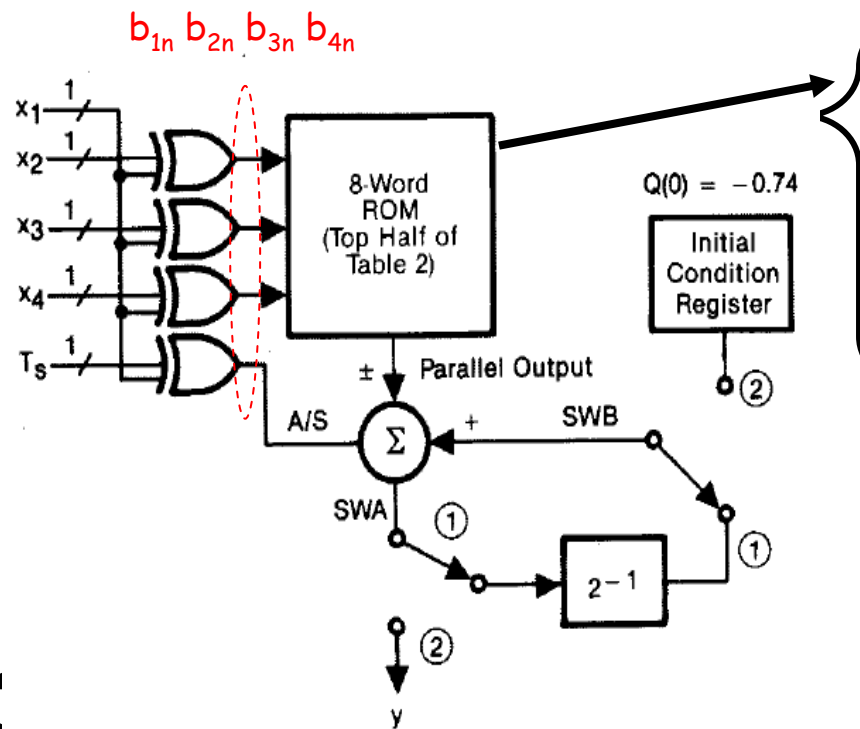 b1n b2n b3n b4n
1
x1
1
x2
1
x3
1
x4
1
Ts
8-Word
ROM
(Top Half of
Table 2)
Q(0) = −0.74
Initial
Condition
Register
± Parallel Output
②
A/S
Σ
+
SWB
SWA
①
①
2−1
②
y